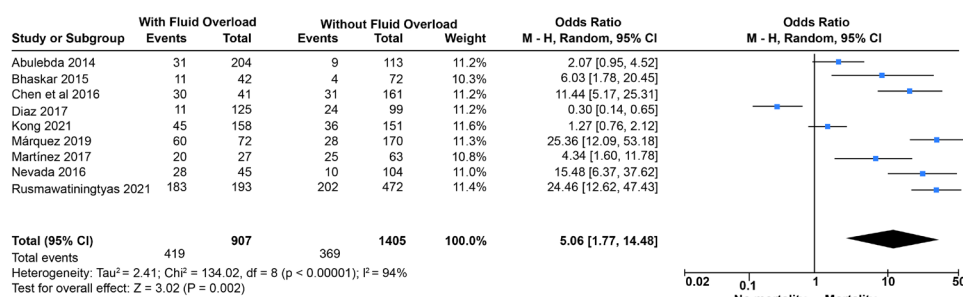 With Fluid Overload Without Fluid Overload Odds Ratio Odds Ratio
Study or Subgroup Events Total Events Total Weight M - H, Random, 95% CI M - H, Random, 95% CI
Abulebda 2014 31 204 9 113 11.2% 2.07 [0.95, 4.52]
Bhaskar 2015 11 42 4 72 10.3% 6.03 [1.78, 20.45]
Chen et al 2016 30 41 31 161 11.2% 11.44 [5.17, 25.31]
Diaz 2017 11 125 24 99 11.2% 0.30 [0.14, 0.65]
Kong 2021 45 158 36 151 11.6% 1.27 [0.76, 2.12]
Márquez 2019 60 72 28 170 11.3% 25.36 [12.09, 53.18]
Martínez 2017 20 27 25 63 10.8% 4.34 [1.60, 11.78]
Nevada 2016 28 45 10 104 11.0% 15.48 [6.37, 37.62]
Rusmawatiningtyas 2021 183 193 202 472 11.4% 24.46 [12.62, 47.43]
Total (95% CI) 907 1405 100.0% 5.06 [1.77, 14.48]
Total events 419 369
Heterogeneity: Tau² = 2.41; Chi² = 134.02, df = 8 (p < 0.00001); I² = 94%
Test for overall effect: Z = 3.02 (P = 0.002)
0.02 0.1 1 10 50